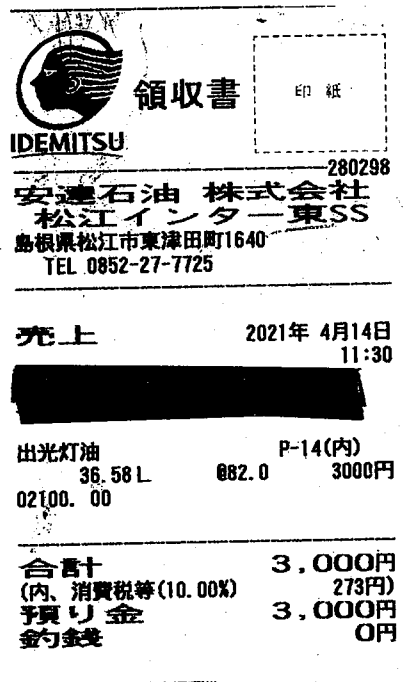 領収書
印紙
IDEMITSU
280298
安達石油 株式会社
松江インター東SS
島根県松江市東津田町1640
TEL 0852-27-7725
売上 2021年 4月14日
11:30
出光灯油 P-14(内)
36.58L @82.0 3000円
02100. 00
合計 3,000円
(内、消費税等(10.00%) 273円)
預り金 3,000円
釣銭 0円